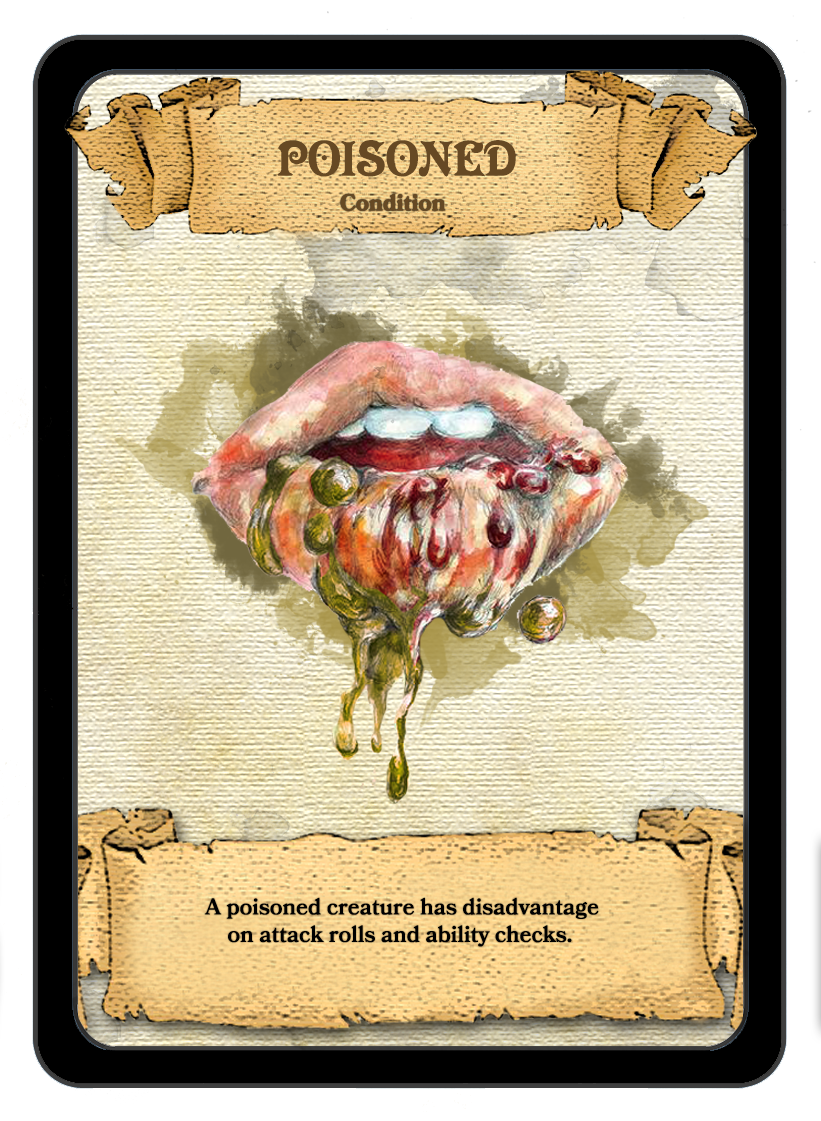 POISONED
Condition
A poisoned creature has disadvantage
on attack rolls and ability checks.